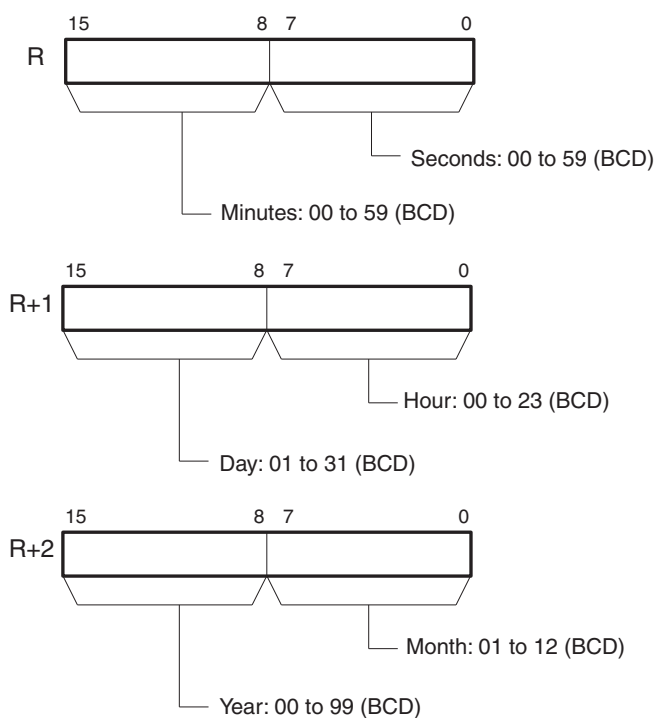 15 8 7 0
R
Seconds: 00 to 59 (BCD)
Minutes: 00 to 59 (BCD)
15 8 7 0
R+1
Hour: 00 to 23 (BCD)
Day: 01 to 31 (BCD)
15 8 7 0
R+2
Month: 01 to 12 (BCD)
Year: 00 to 99 (BCD)